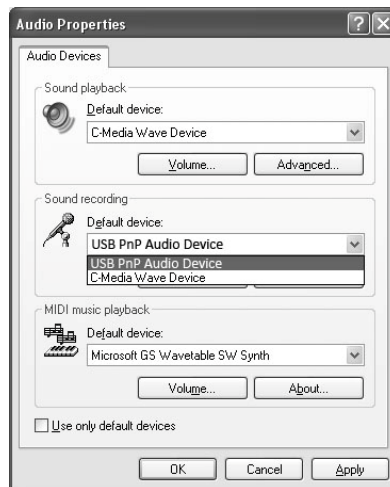 Audio Properties
Audio Devices
Sound playback
Default device:
C-Media Wave Device
Volume...
Advanced...
Sound recording
Default device:
USB PnP Audio Device
USB PnP Audio Device
C-Media Wave Device
MIDI music playback
Default device:
Microsoft GS Wavetable SW Synth
Volume...
About...
Use only default devices
OK
Cancel
Apply